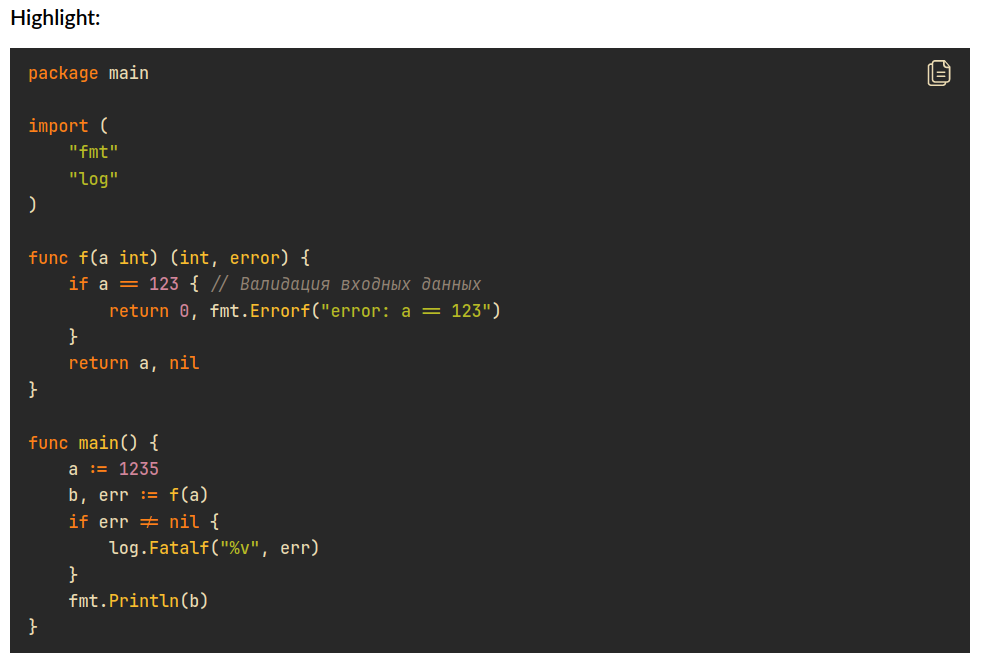 Highlight:
package main
import (
    "fmt"
    "log"
)
func f(a int) (int, error) {
    if a == 123 { // Валидация входных данных
        return 0, fmt.Errorf("error: a == 123")
    }
    return a, nil
}
func main() {
    a := 1235
    b, err := f(a)
    if err != nil {
        log.Fatalf("%v", err)
    }
    fmt.Println(b)
}